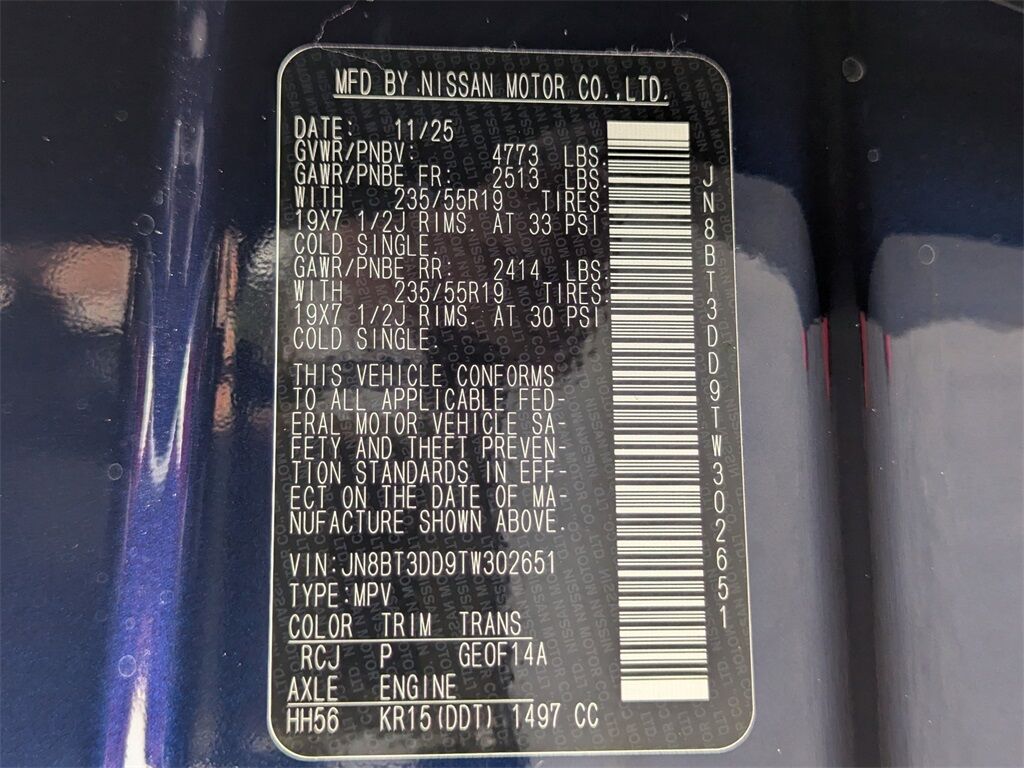 MFD BY NISSAN MOTOR CO.,LTD.
DATE: 11/25
GVWR/PNBV: 4773 LBS.
GAWR/PNBE FR: 2513 LBS.
WITH 235/55R19 TIRES.
19X7 1/2J RIMS. AT 33 PSI
COLD SINGLE.
GAWR/PNBE RR: 2414 LBS.
WITH 235/55R19 TIRES.
19X7 1/2J RIMS. AT 30 PSI
COLD SINGLE.
THIS VEHICLE CONFORMS
TO ALL APPLICABLE FED-
ERAL MOTOR VEHICLE SA-
FETY AND THEFT PREVEN-
TION STANDARDS IN EFF-
ECT ON THE DATE OF MA-
NUFACTURE SHOWN ABOVE.
VIN:JN8BT3DD9TW302651
TYPE:MPV
COLOR TRIM TRANS
RCJ P GE0F14A
AXLE ENGINE
HH56 KR15(DDT) 1497 CC
JN8BT3DD9TW302651